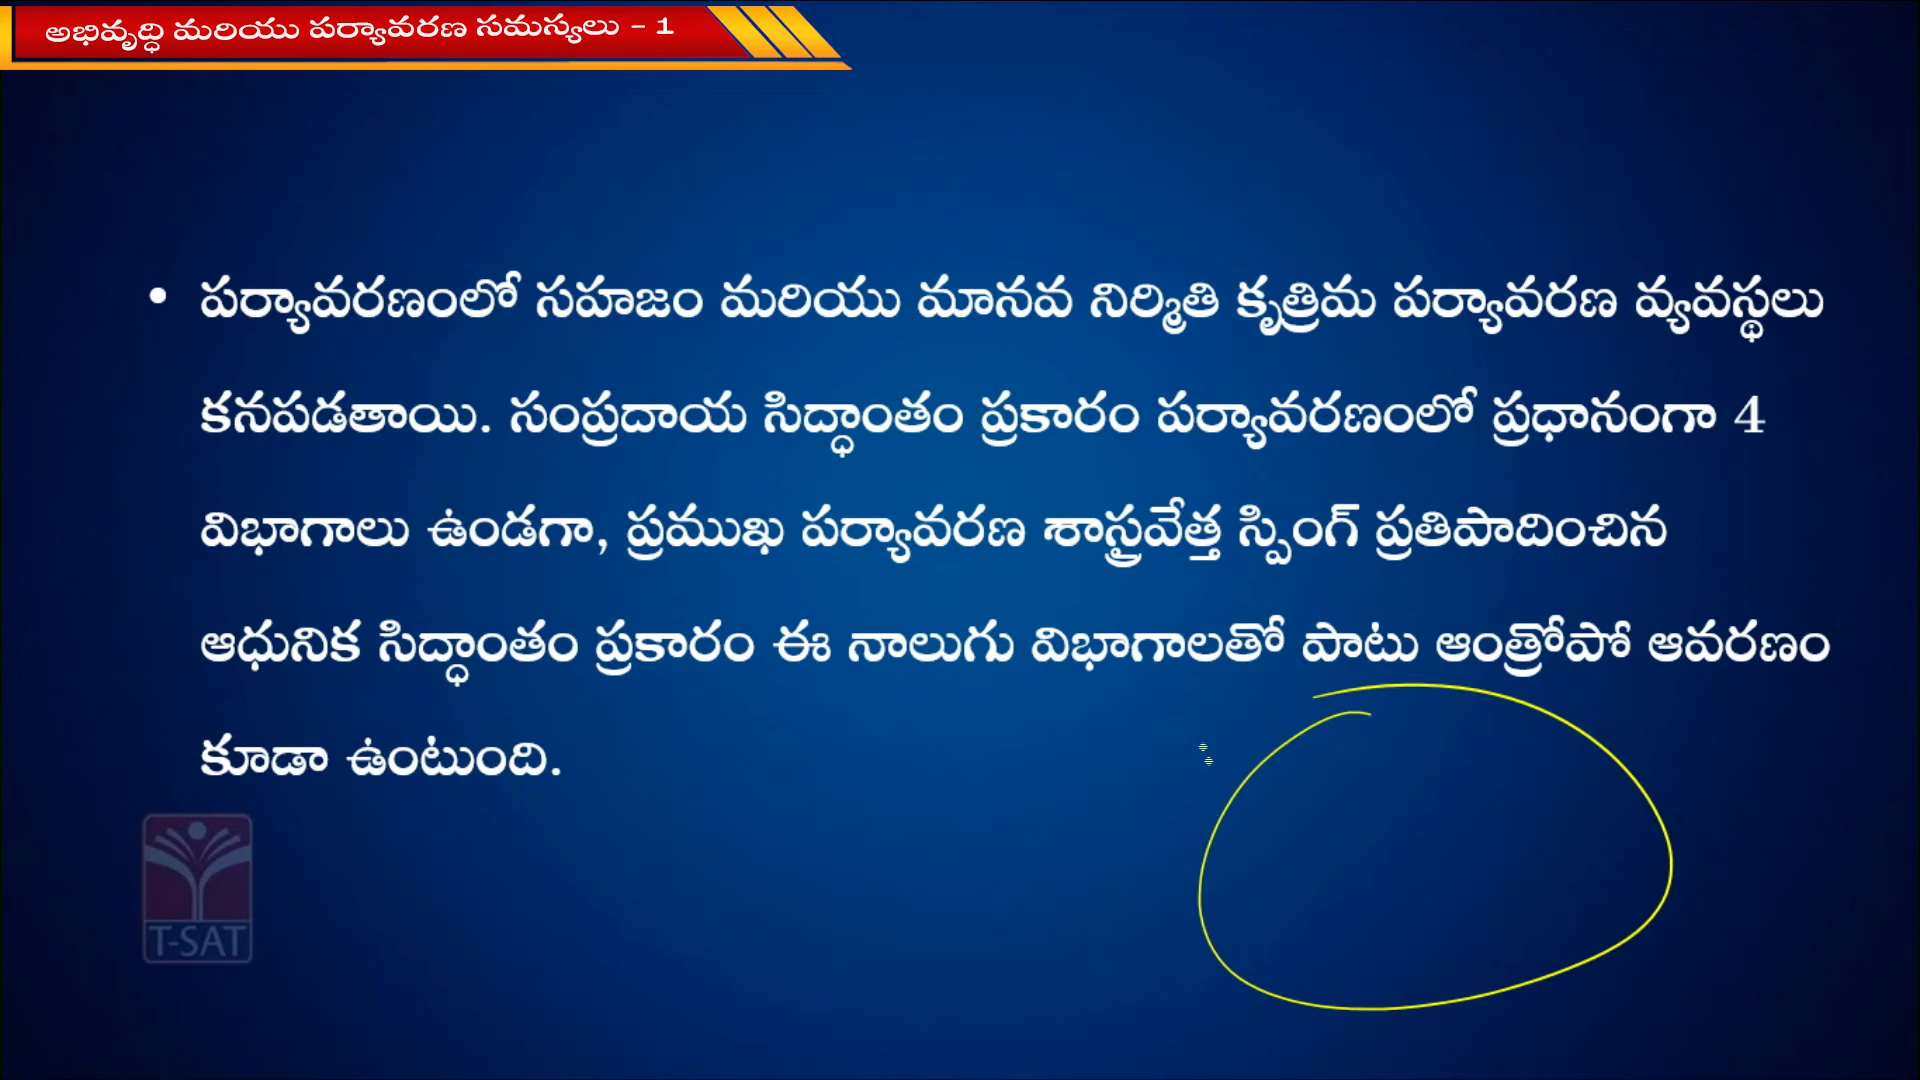 అభివృద్ధి మరియు పర్యావరణ సమస్యలు - 1
• పర్యావరణంలో సహజం మరియు మానవ నిర్మితి కృత్రిమ పర్యావరణ వ్యవస్థలు
కనపడతాయి. సంప్రదాయ సిద్ధాంతం ప్రకారం పర్యావరణంలో ప్రధానంగా 4
విభాగాలు ఉండగా, ప్రముఖ పర్యావరణ శాస్త్రవేత్త స్పింగ్ ప్రతిపాదించిన
ఆధునిక సిద్ధాంతం ప్రకారం ఈ నాలుగు విభాగాలతో పాటు ఆంత్రోపో ఆవరణం
కూడా ఉంటుంది.
T-SAT